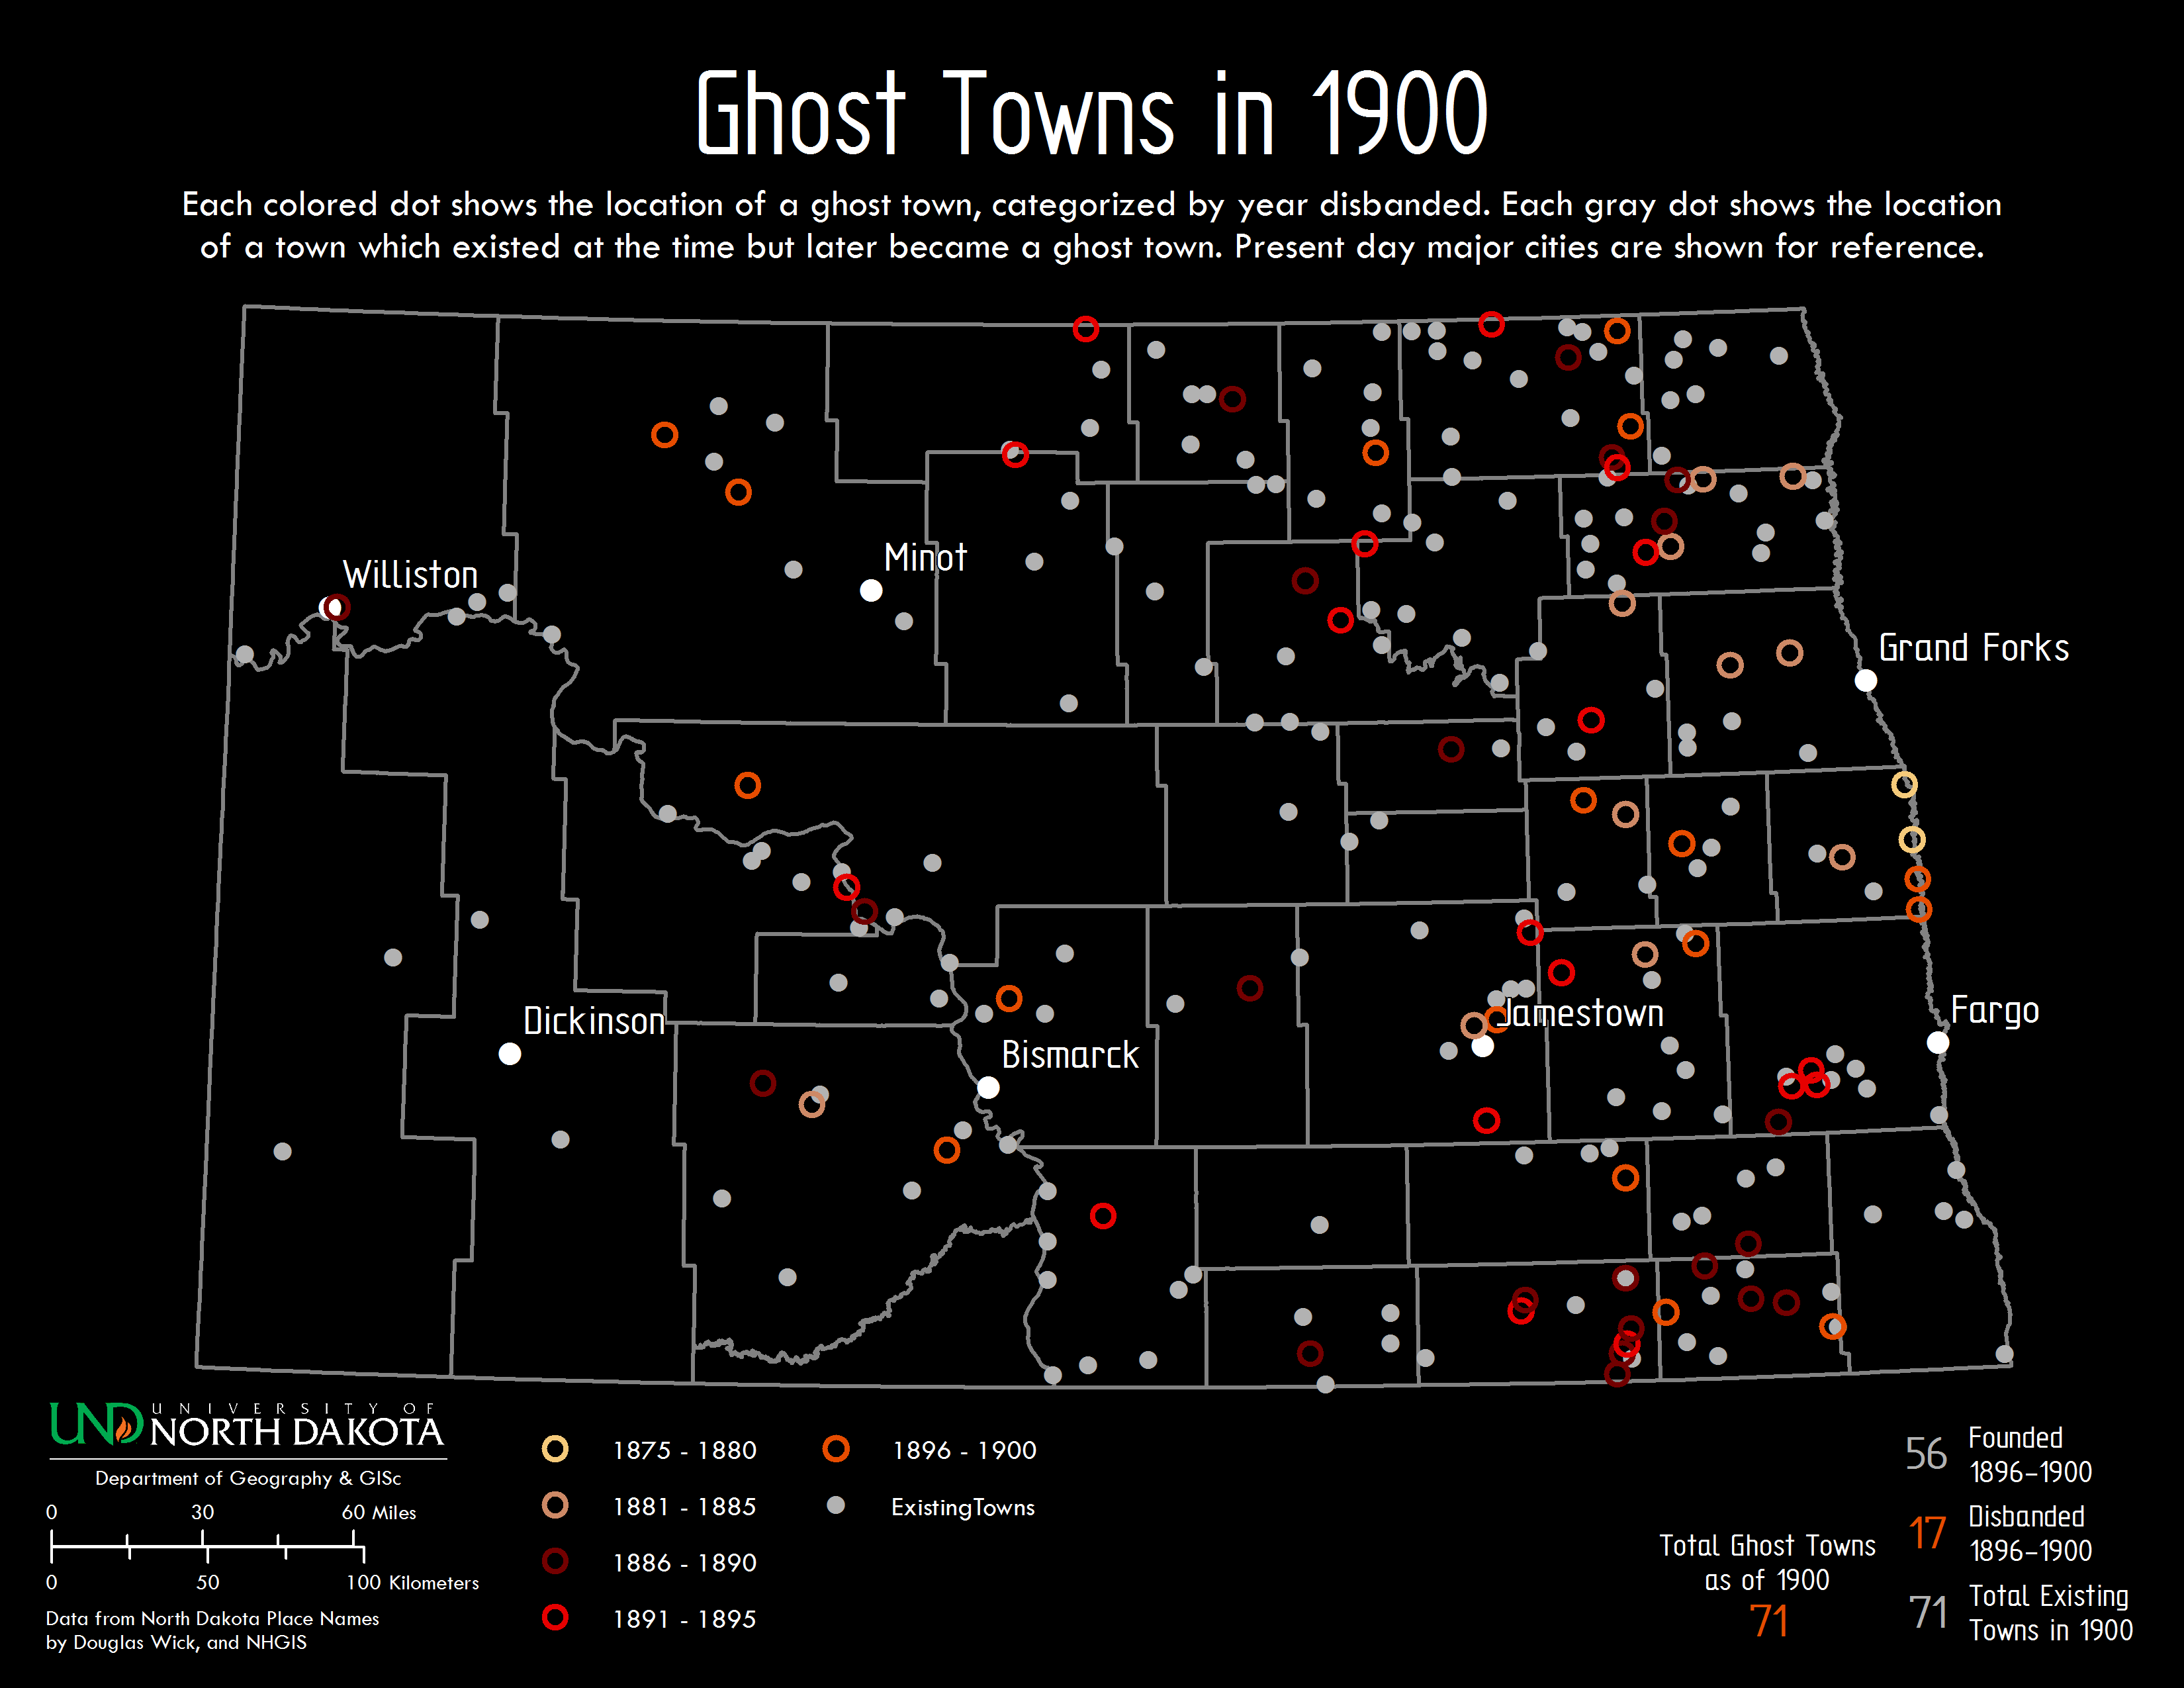 Ghost Towns in 1900
Each colored dot shows the location of a ghost town, categorized by year disbanded. Each gray dot shows the location
of a town which existed at the time but later became a ghost town. Present day major cities are shown for reference.
Minot
Williston
Grand Forks
Dickinson
Jamestown
Fargo
Bismarck
UND UNIVERSITY OF
NORTH DAKOTA
Department of Geography & GISc
0 30 60 Miles
0 50 100 Kilometers
Data from North Dakota Place Names
by Douglas Wick, and NHGIS
1875 - 1880
1881 - 1885
1886 - 1890
1891 - 1895
1896 - 1900
ExistingTowns
Total Ghost Towns
as of 1900
71
56 Founded
1896-1900
17 Disbanded
1896-1900
71 Total Existing
Towns in 1900